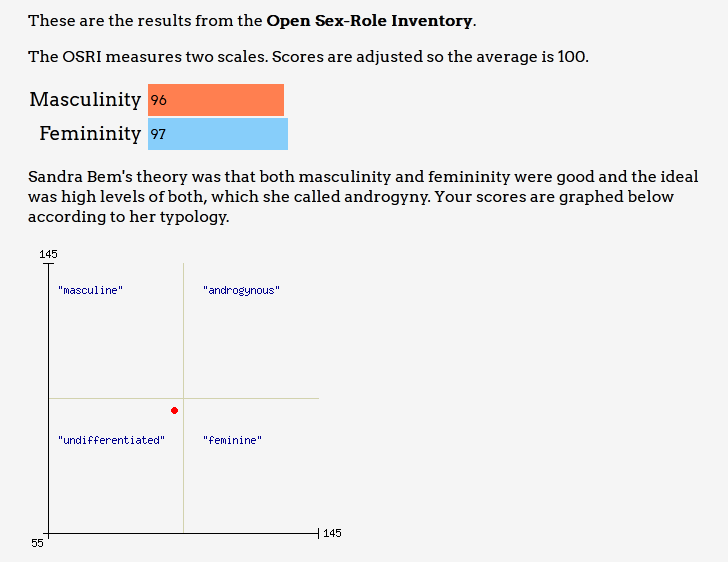 These are the results from the Open Sex-Role Inventory.
The OSRI measures two scales. Scores are adjusted so the average is 100.
Masculinity 96
Femininity 97
Sandra Bem's theory was that both masculinity and femininity were good and the ideal
was high levels of both, which she called androgyny. Your scores are graphed below
according to her typology.
145
"masculine" "androgynous"
"undifferentiated" "feminine"
145
55